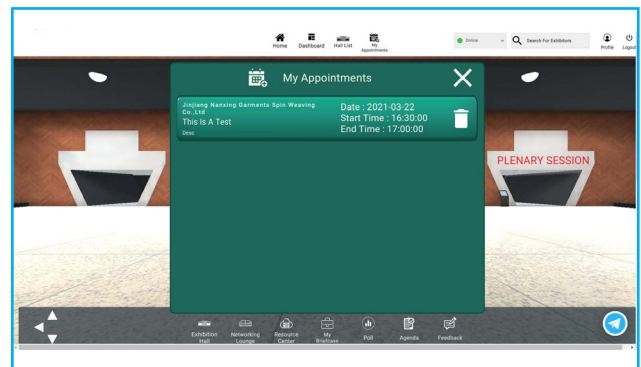 Home
Dashboard
Hall List
My
Appointments
Online
Search For Exhibitors
Profile
Logout
My Appointments
Jinjiang Nanxing Garments Spin Weaving
Co.,Ltd
This Is A Test
Desc
Date : 2021-03-22
Start Time : 16:30:00
End Time : 17:00:00
PLENARY SESSION
Exhibition
Hall
Networking
Lounge
Resource
Center
My
Briefcase
Poll
Agenda
Feedback